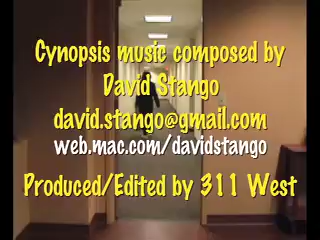 Cynopsis music composed by
David Stango
david.stango@gmail.com
web.mac.com/davidstango
Produced/Edited by 311 West